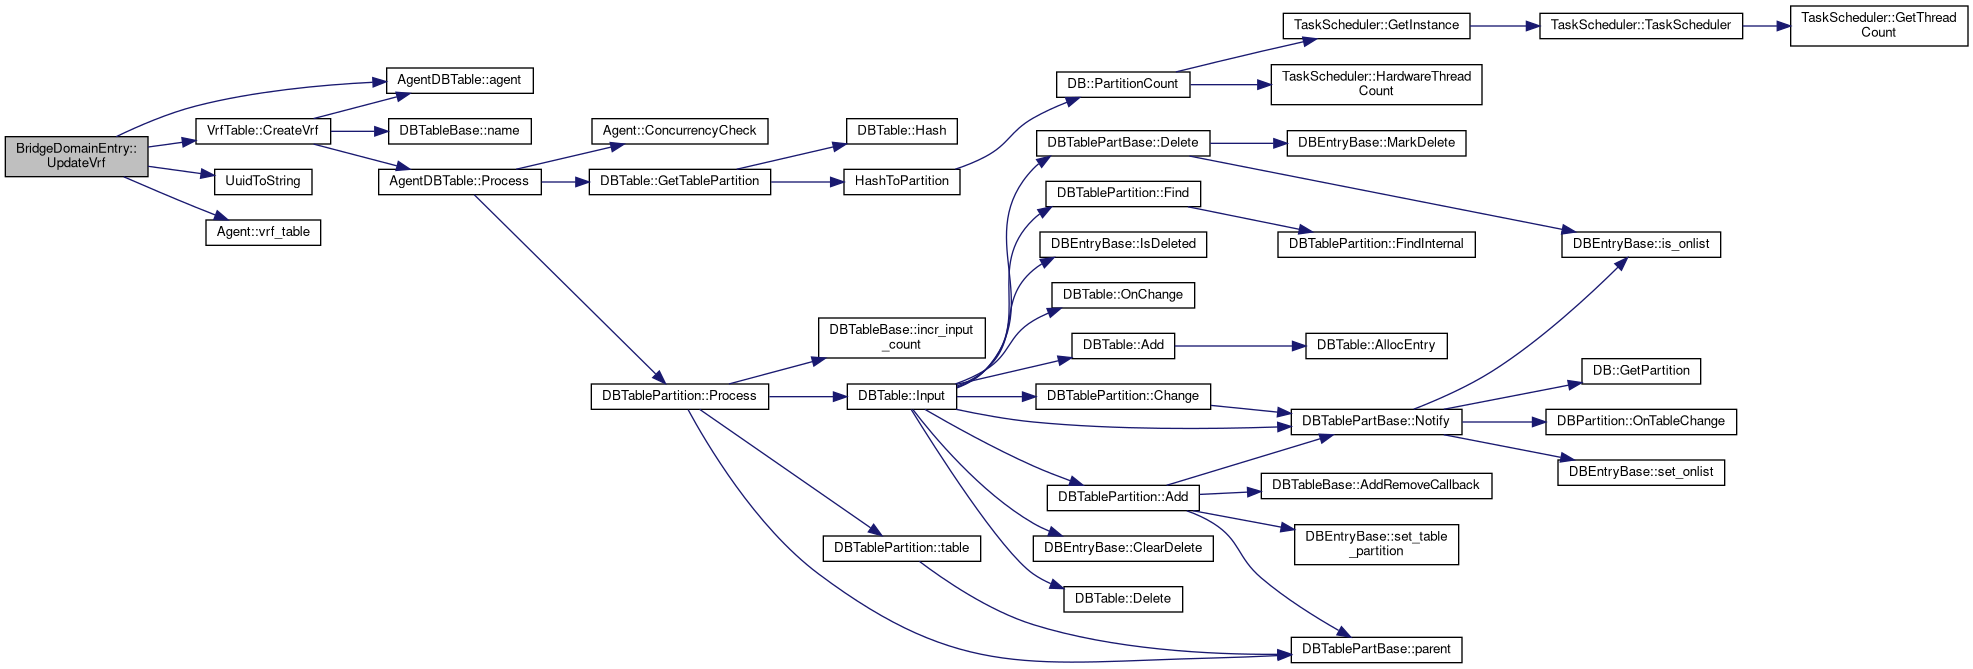 BridgeDomainEntry::
UpdateVrf
AgentDBTable::agent
VrfTable::CreateVrf
UuidToString
Agent::vrf_table
DBTableBase::name
AgentDBTable::Process
Agent::ConcurrencyCheck
DBTable::GetTablePartition
DBTable::Hash
HashToPartition
DB::PartitionCount
TaskScheduler::GetInstance
TaskScheduler::TaskScheduler
TaskScheduler::GetThread
Count
TaskScheduler::HardwareThread
Count
DBTablePartition::Process
DBTableBase::incr_input
_count
DBTable::Input
DBTablePartition::table
DBTablePartBase::Delete
DBEntryBase::MarkDelete
DBTablePartition::Find
DBTablePartition::FindInternal
DBEntryBase::IsDeleted
DBEntryBase::is_onlist
DBTable::OnChange
DBTable::Add
DBTable::AllocEntry
DBTablePartition::Change
DBTablePartBase::Notify
DB::GetPartition
DBPartition::OnTableChange
DBEntryBase::set_onlist
DBTablePartition::Add
DBTableBase::AddRemoveCallback
DBEntryBase::set_table
_partition
DBEntryBase::ClearDelete
DBTable::Delete
DBTablePartBase::parent